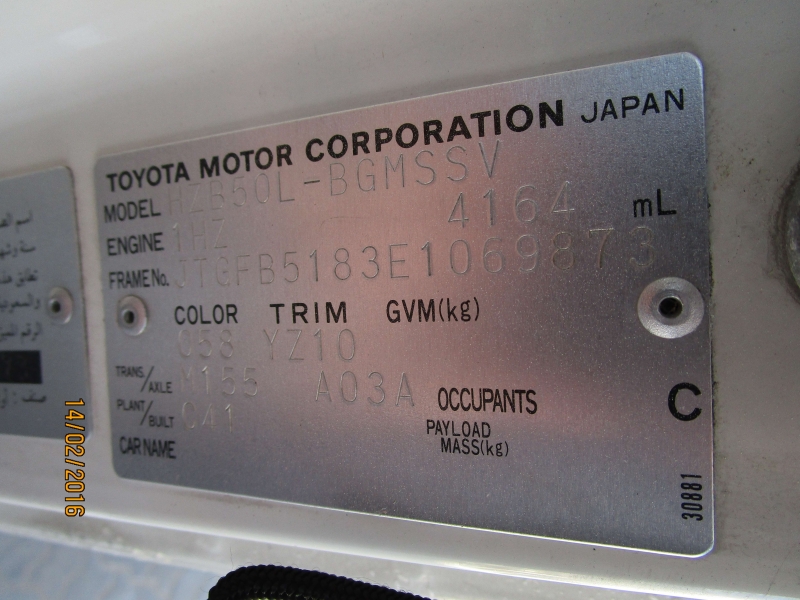 TOYOTA MOTOR CORPORATION JAPAN
MODEL HZB50L-BGMSSV
ENGINE 1HZ 4164 mL
FRAME No. JTGFB5183E1069873
COLOR TRIM GVM(kg)
058 YZ10
TRANS./AXLE M155 A03A OCCUPANTS C
PLANT/BUILT C41 PAYLOAD
MASS(kg)
CAR NAME
30881
14/02/2016